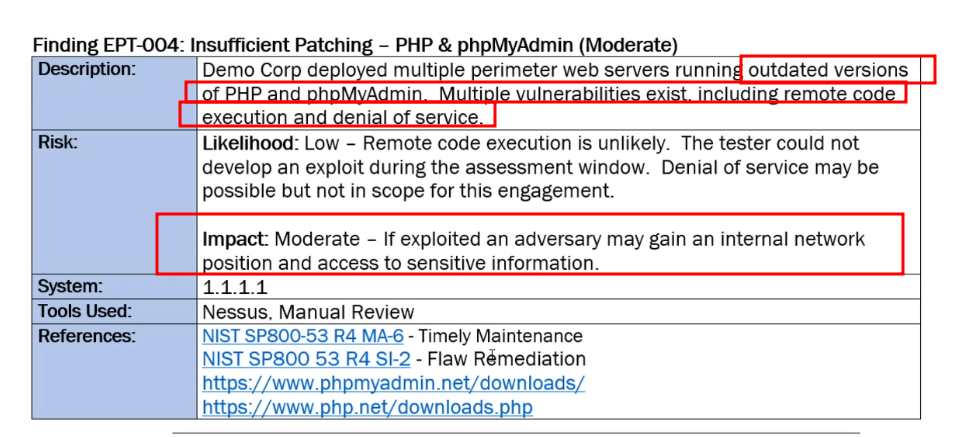 Finding EPT-004: Insufficient Patching – PHP & phpMyAdmin (Moderate)
Description:
Demo Corp deployed multiple perimeter web servers running outdated versions
of PHP and phpMyAdmin.  Multiple vulnerabilities exist, including remote code
execution and denial of service.
Risk:
Likelihood: Low – Remote code execution is unlikely.  The tester could not
develop an exploit during the assessment window.  Denial of service may be
possible but not in scope for this engagement.
Impact: Moderate – If exploited an adversary may gain an internal network
position and access to sensitive information.
System:
1.1.1.1
Tools Used:
Nessus, Manual Review
References:
NIST SP800-53 R4 MA-6 - Timely Maintenance
NIST SP800 53 R4 SI-2 - Flaw Remediation
https://www.phpmyadmin.net/downloads/
https://www.php.net/downloads.php